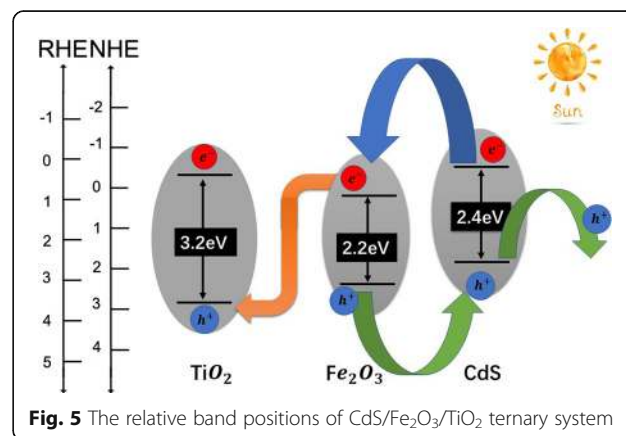 RHENHE
-1
0
1
2
3
4
5
-2
-1
0
1
2
3
4
e⁻
3.2eV
h⁺
TiO₂
e⁻
2.2eV
h⁺
Fe₂O₃
e⁻
2.4eV
h⁺
CdS
h⁺
Sun
Fig. 5 The relative band positions of CdS/Fe₂O₃/TiO₂ ternary system